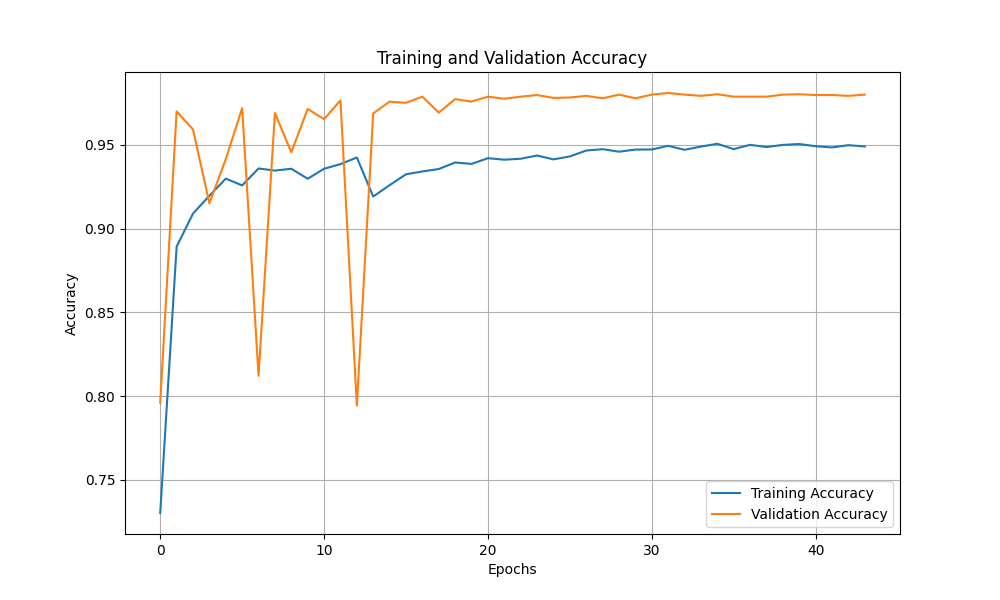 Training and Validation Accuracy
Accuracy
0.95
0.90
0.85
0.80
0.75
0
10
20
30
40
Epochs
Training Accuracy
Validation Accuracy